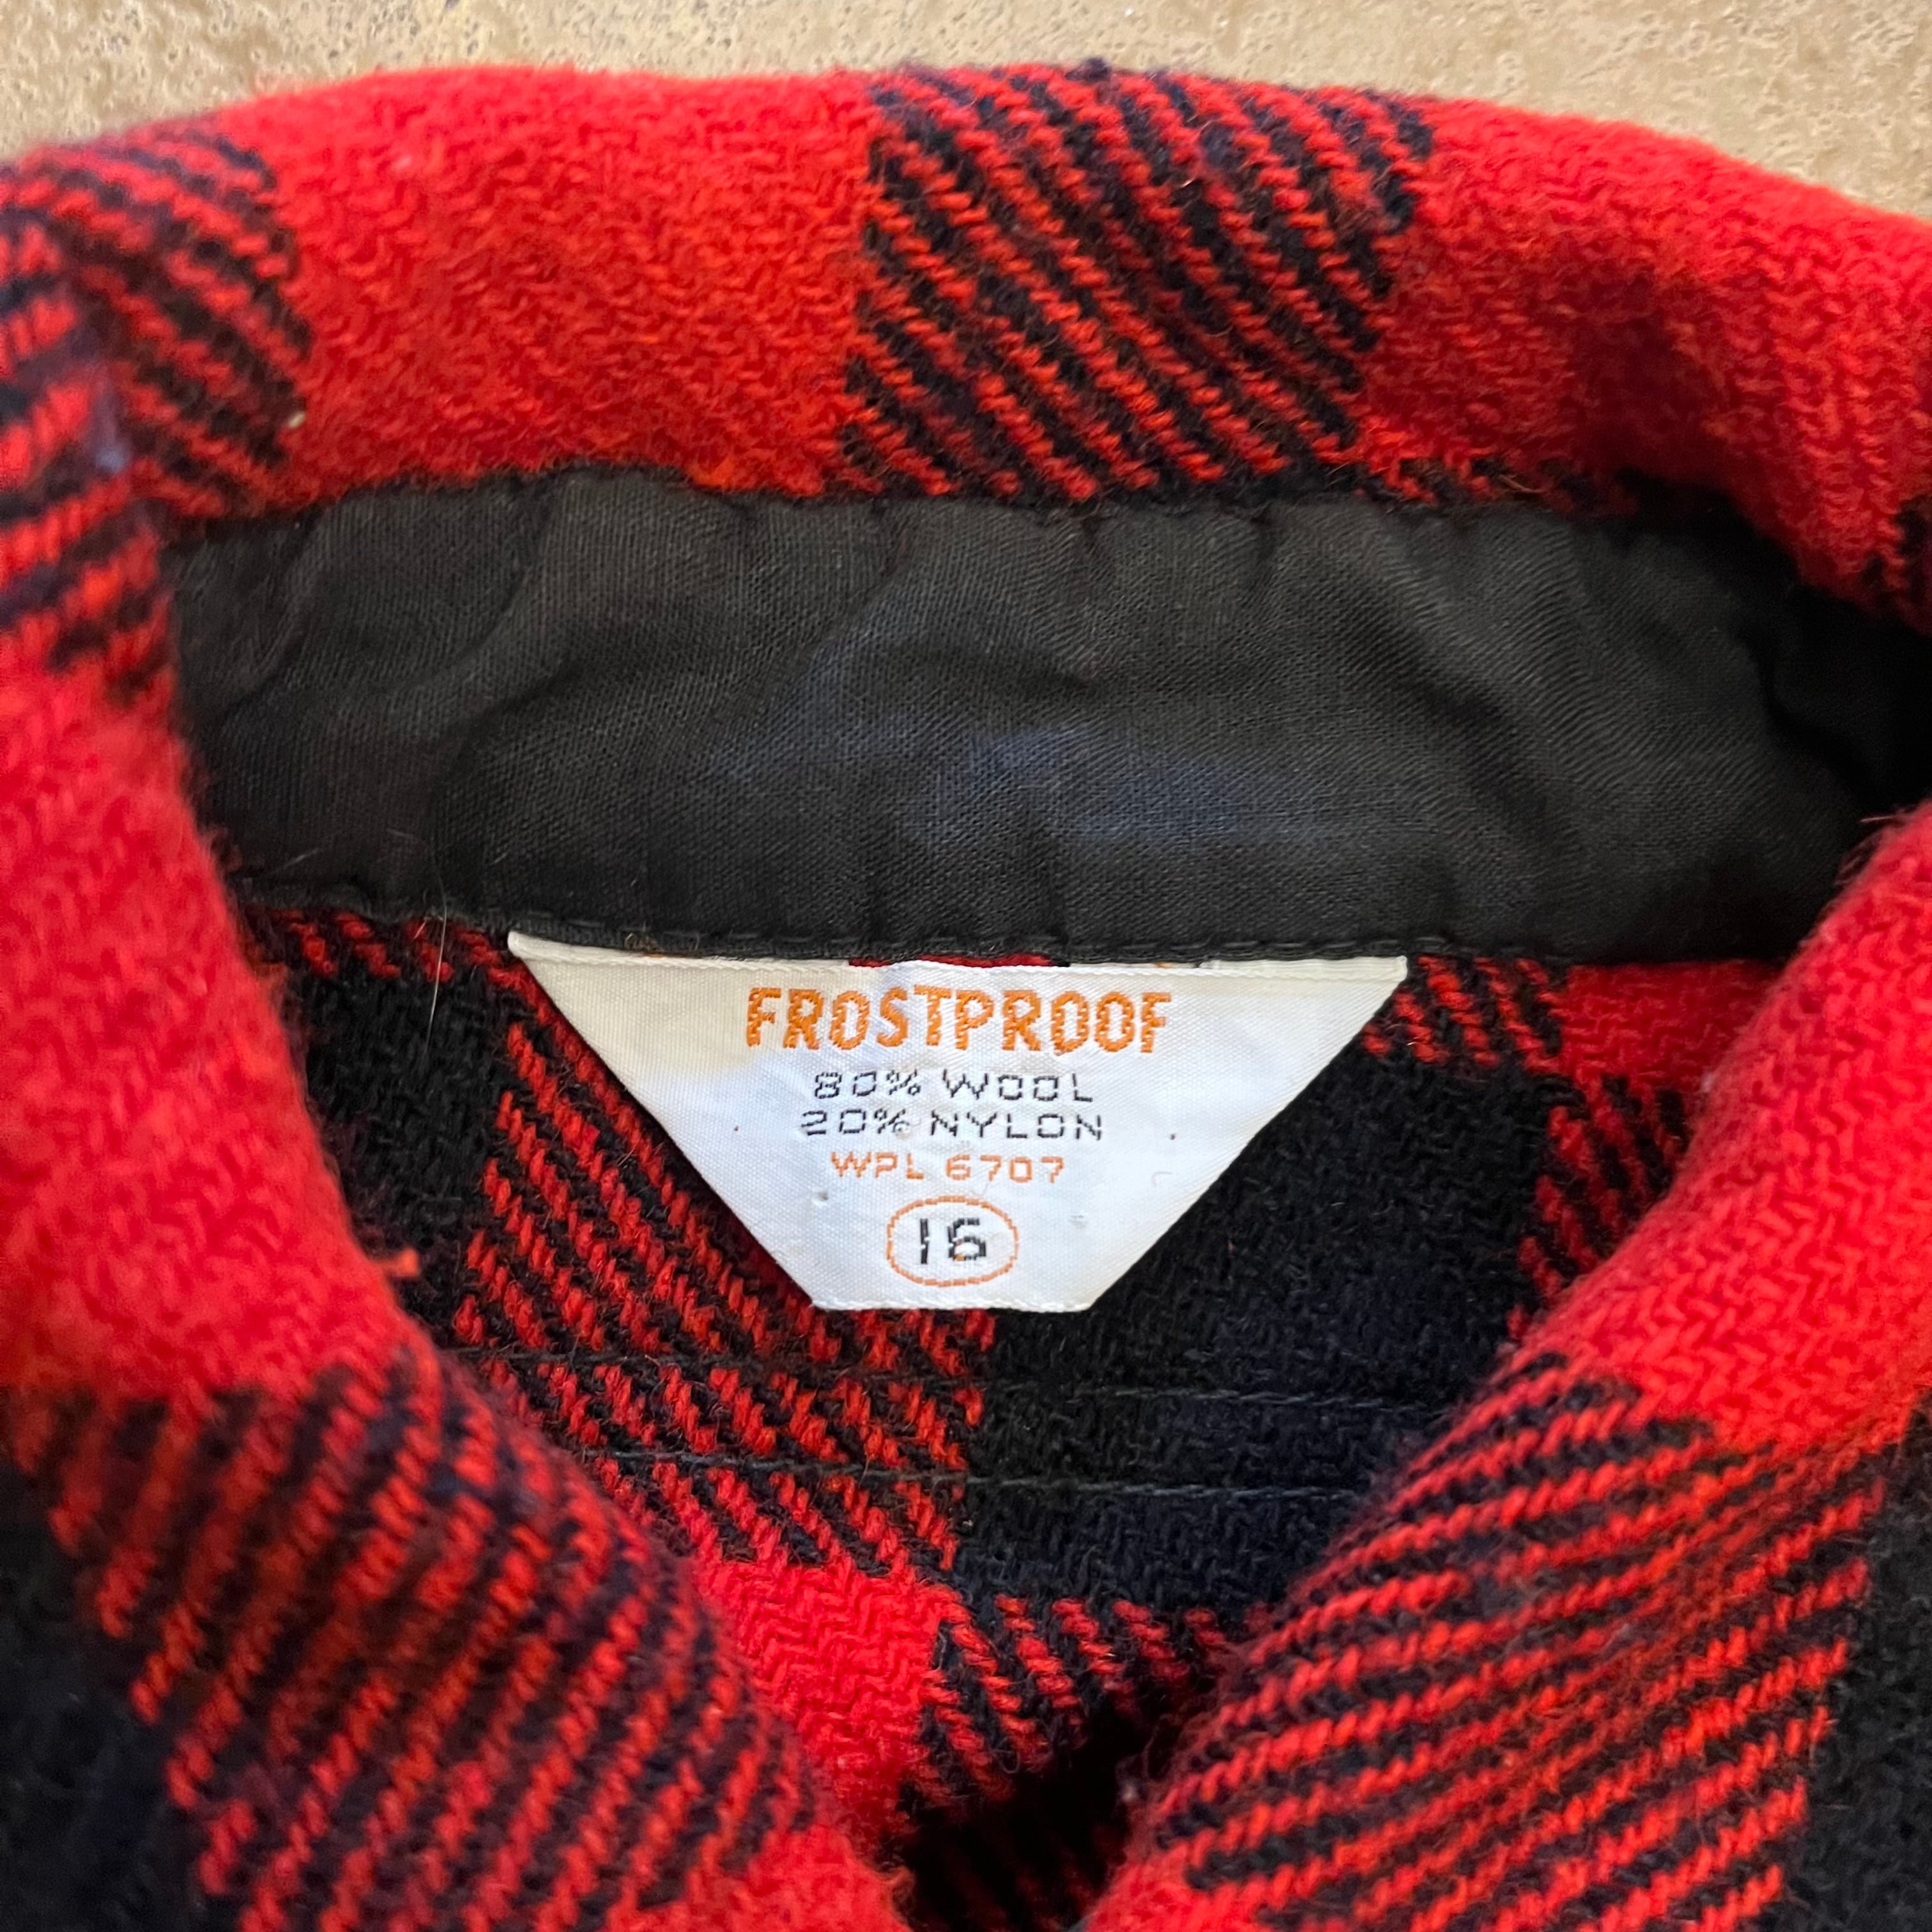 FROSTPROOF
80% WOOL
20% NYLON
WPL 6707
16